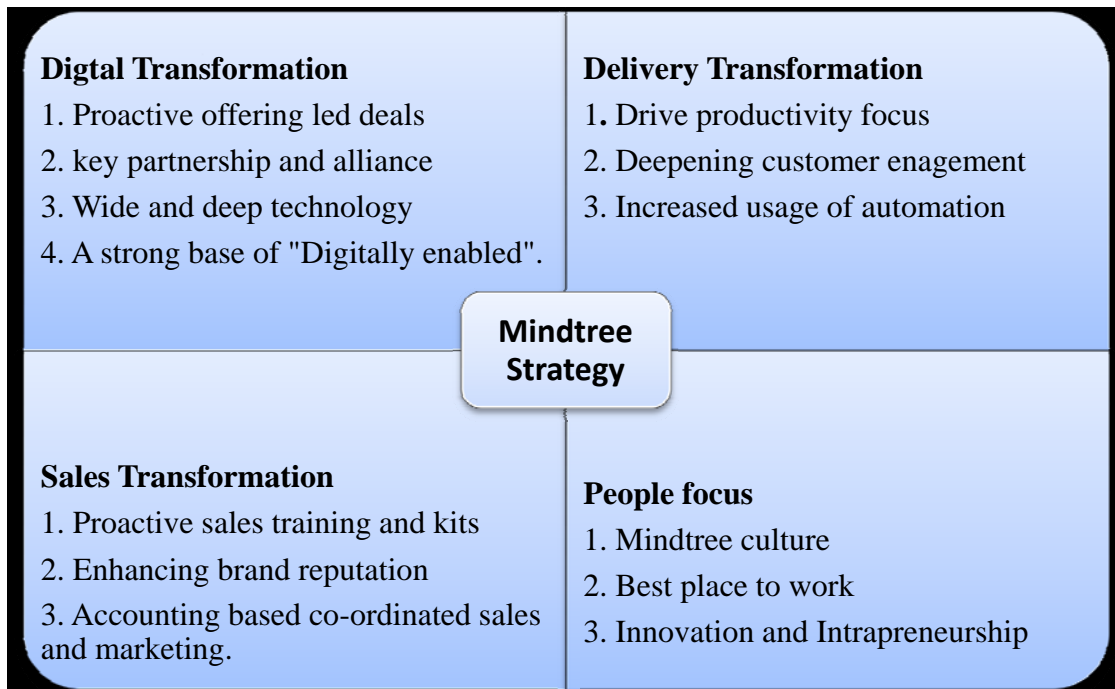 Digtal Transformation
1. Proactive offering led deals
2. key partnership and alliance
3. Wide and deep technology
4. A strong base of "Digitally enabled".
Delivery Transformation
1. Drive productivity focus
2. Deepening customer enagement
3. Increased usage of automation
Mindtree
Strategy
Sales Transformation
1. Proactive sales training and kits
2. Enhancing brand reputation
3. Accounting based co-ordinated sales
and marketing.
People focus
1. Mindtree culture
2. Best place to work
3. Innovation and Intrapreneurship